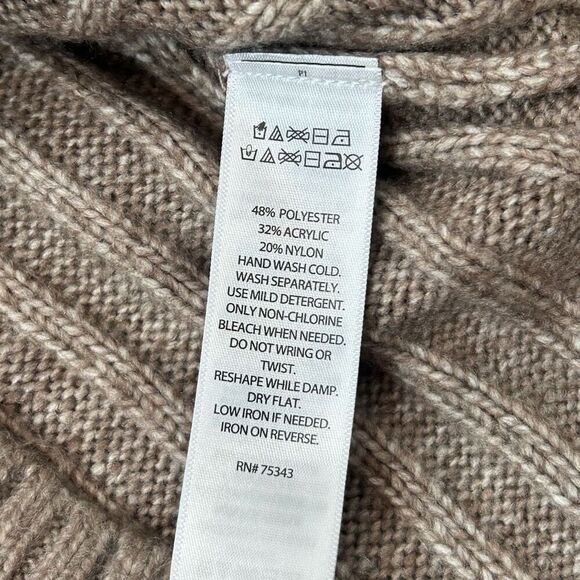 P1
48% POLYESTER
32% ACRYLIC
20% NYLON
HAND WASH COLD.
WASH SEPARATELY.
USE MILD DETERGENT.
ONLY NON-CHLORINE
BLEACH WHEN NEEDED.
DO NOT WRING OR
TWIST.
RESHAPE WHILE DAMP.
DRY FLAT.
LOW IRON IF NEEDED.
IRON ON REVERSE.
RN# 75343